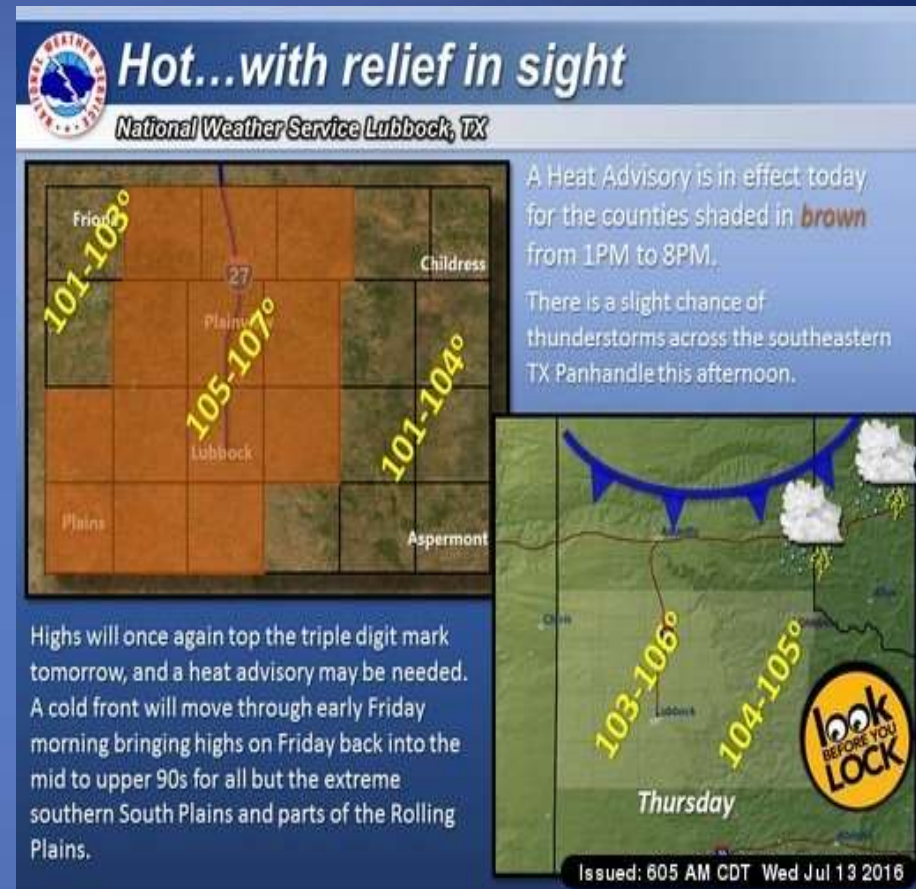 NATIONAL WEATHER SERVICE
Hot...with relief in sight
National Weather Service Lubbock, TX
A Heat Advisory is in effect today
for the counties shaded in brown
from 1PM to 8PM.
There is a slight chance of
thunderstorms across the southeastern
TX Panhandle this afternoon.
Friona
101-103°
27
Childress
Plainv
105-107°
101-104°
Lubbock
Plains
Aspermont
Highs will once again top the triple digit mark
tomorrow, and a heat advisory may be needed.
A cold front will move through early Friday
morning bringing highs on Friday back into the
mid to upper 90s for all but the extreme
southern South Plains and parts of the Rolling
Plains.
103-106°
104-105°
Lubbock
look
BEFORE YOU
LOCK
Thursday
Issued: 605 AM CDT Wed Jul 13 2016